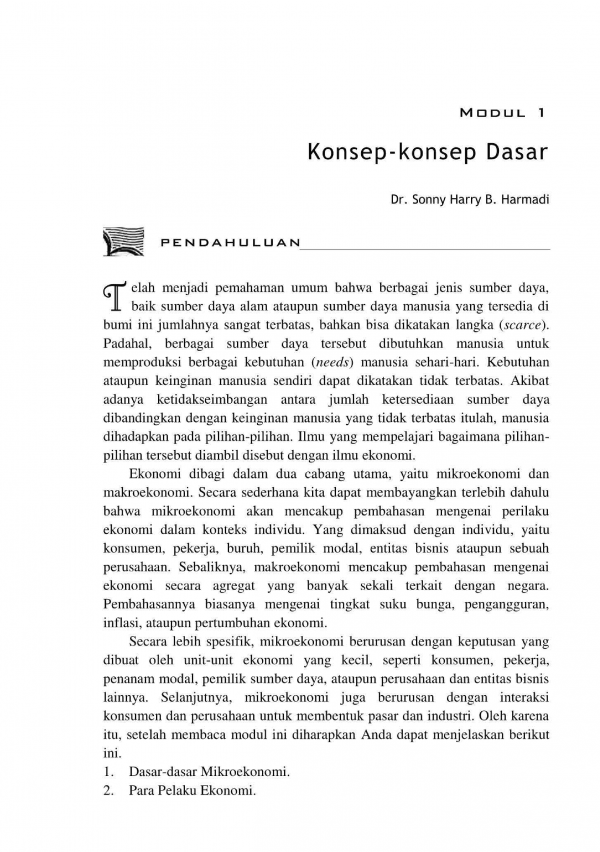 MODUL 1
Konsep-konsep Dasar
Dr. Sonny Harry B. Harmadi
PENDAHULUAN
Telah menjadi pemahaman umum bahwa berbagai jenis sumber daya,
baik sumber daya alam ataupun sumber daya manusia yang tersedia di
bumi ini jumlahnya sangat terbatas, bahkan bisa dikatakan langka (scarce).
Padahal, berbagai sumber daya tersebut dibutuhkan manusia untuk
memproduksi berbagai kebutuhan (needs) manusia sehari-hari. Kebutuhan
ataupun keinginan manusia sendiri dapat dikatakan tidak terbatas. Akibat
adanya ketidakseimbangan antara jumlah ketersediaan sumber daya
dibandingkan dengan keinginan manusia yang tidak terbatas itulah, manusia
dihadapkan pada pilihan-pilihan. Ilmu yang mempelajari bagaimana pilihan-
pilihan tersebut diambil disebut dengan ilmu ekonomi.
Ekonomi dibagi dalam dua cabang utama, yaitu mikroekonomi dan
makroekonomi. Secara sederhana kita dapat membayangkan terlebih dahulu
bahwa mikroekonomi akan mencakup pembahasan mengenai perilaku
ekonomi dalam konteks individu. Yang dimaksud dengan individu, yaitu
konsumen, pekerja, buruh, pemilik modal, entitas bisnis ataupun sebuah
perusahaan. Sebaliknya, makroekonomi mencakup pembahasan mengenai
ekonomi secara agregat yang banyak sekali terkait dengan negara.
Pembahasannya biasanya mengenai tingkat suku bunga, pengangguran,
inflasi, ataupun pertumbuhan ekonomi.
Secara lebih spesifik, mikroekonomi berurusan dengan keputusan yang
dibuat oleh unit-unit ekonomi yang kecil, seperti konsumen, pekerja,
penanam modal, pemilik sumber daya, ataupun perusahaan dan entitas bisnis
lainnya. Selanjutnya, mikroekonomi juga berurusan dengan interaksi
konsumen dan perusahaan untuk membentuk pasar dan industri. Oleh karena
itu, setelah membaca modul ini diharapkan Anda dapat menjelaskan berikut
ini.
1. Dasar-dasar Mikroekonomi.
2. Para Pelaku Ekonomi.